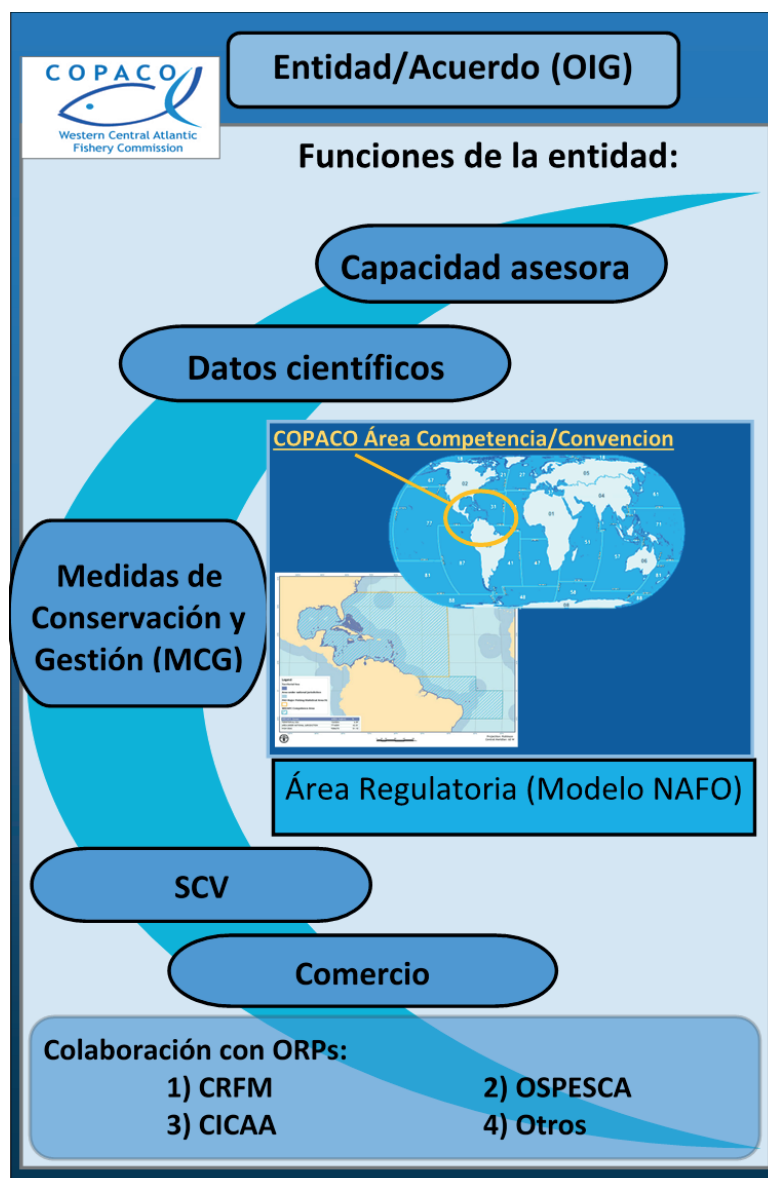 COPACO
Western Central Atlantic
Fishery Commission
Entidad/Acuerdo (OIG)
Funciones de la entidad:
Capacidad asesora
Datos científicos
COPACO Área Competencia/Convencion
Medidas de
Conservación y
Gestión (MCG)
Área Regulatoria (Modelo NAFO)
SCV
Comercio
Colaboración con ORPs:
1) CRFM 2) OSPESCA
3) CICAA 4) Otros